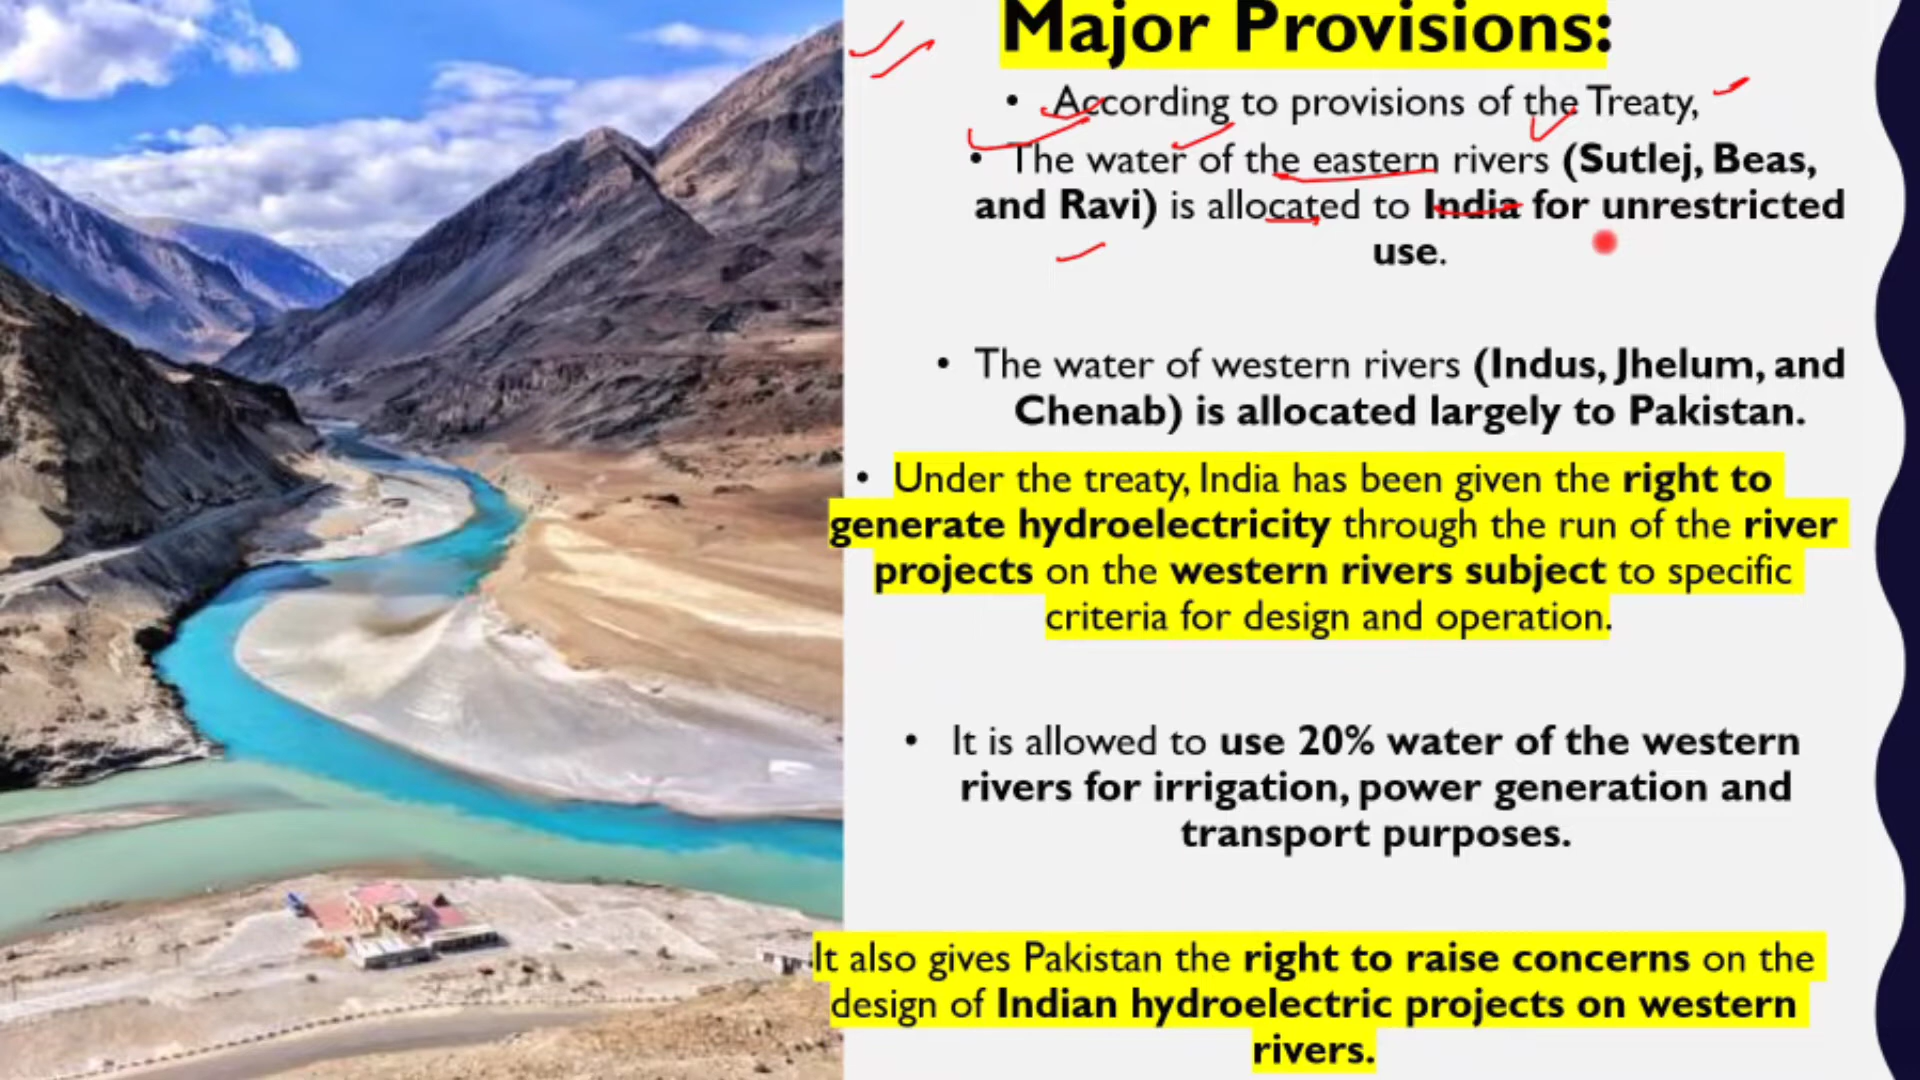 Major Provisions:
• According to provisions of the Treaty,
• The water of the eastern rivers (Sutlej, Beas,
and Ravi) is allocated to India for unrestricted
use.
• The water of western rivers (Indus, Jhelum, and
Chenab) is allocated largely to Pakistan.
• Under the treaty, India has been given the right to
generate hydroelectricity through the run of the river
projects on the western rivers subject to specific
criteria for design and operation.
• It is allowed to use 20% water of the western
rivers for irrigation, power generation and
transport purposes.
It also gives Pakistan the right to raise concerns on the
design of Indian hydroelectric projects on western
rivers.